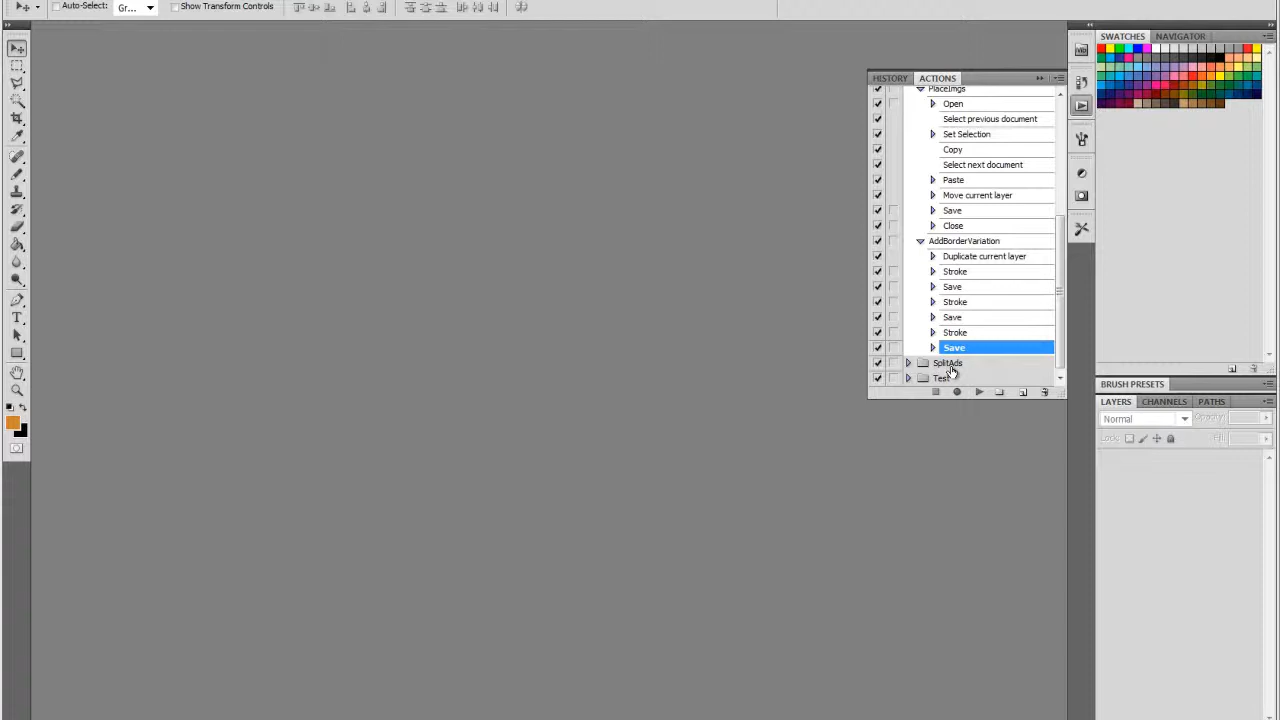 Auto-Select:
Gr...
Show Transform Controls
SWATCHES
NAVIGATOR
HISTORY
ACTIONS
PlaceImgs
Open
Select previous document
Set Selection
Copy
Select next document
Paste
Move current layer
Save
Close
AddBorderVariation
Duplicate current layer
Stroke
Save
Stroke
Save
Stroke
Save
SplitAds
Test
BRUSH PRESETS
LAYERS
CHANNELS
PATHS
Normal
Opacity:
Lock:
Fill: